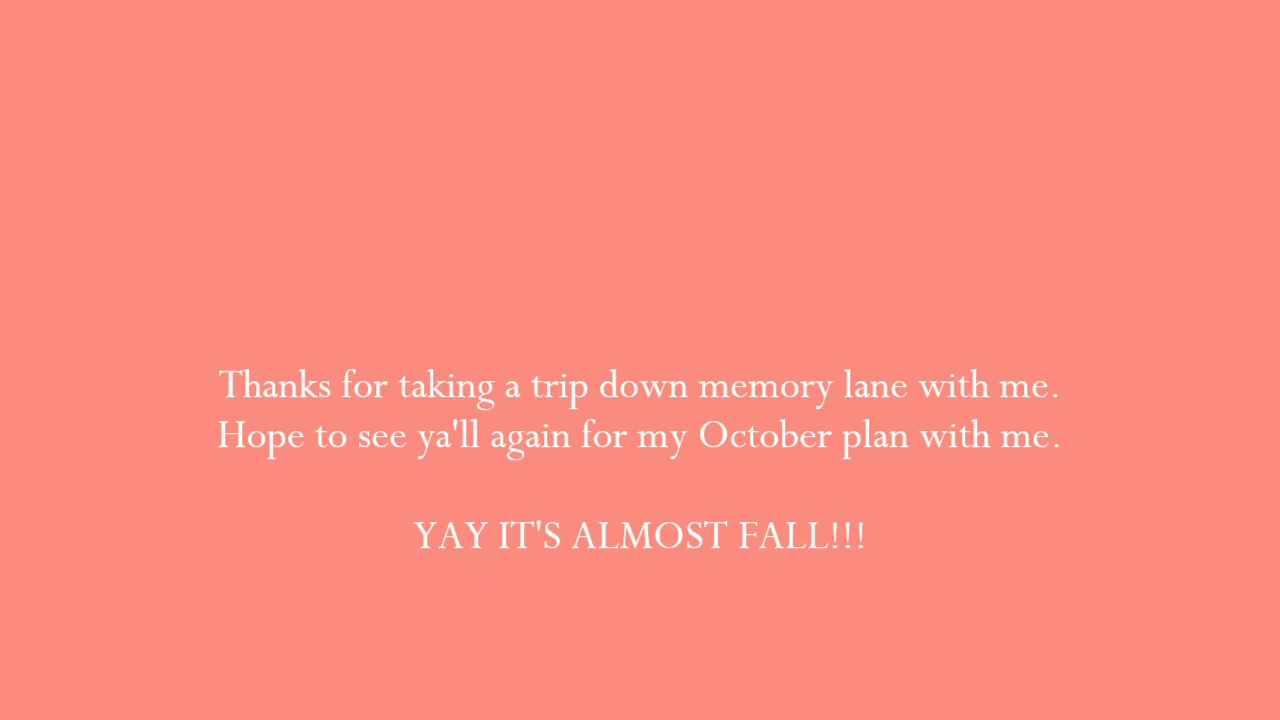 Thanks for taking a trip down memory lane with me.
Hope to see ya'll again for my October plan with me.
YAY IT'S ALMOST FALL!!!